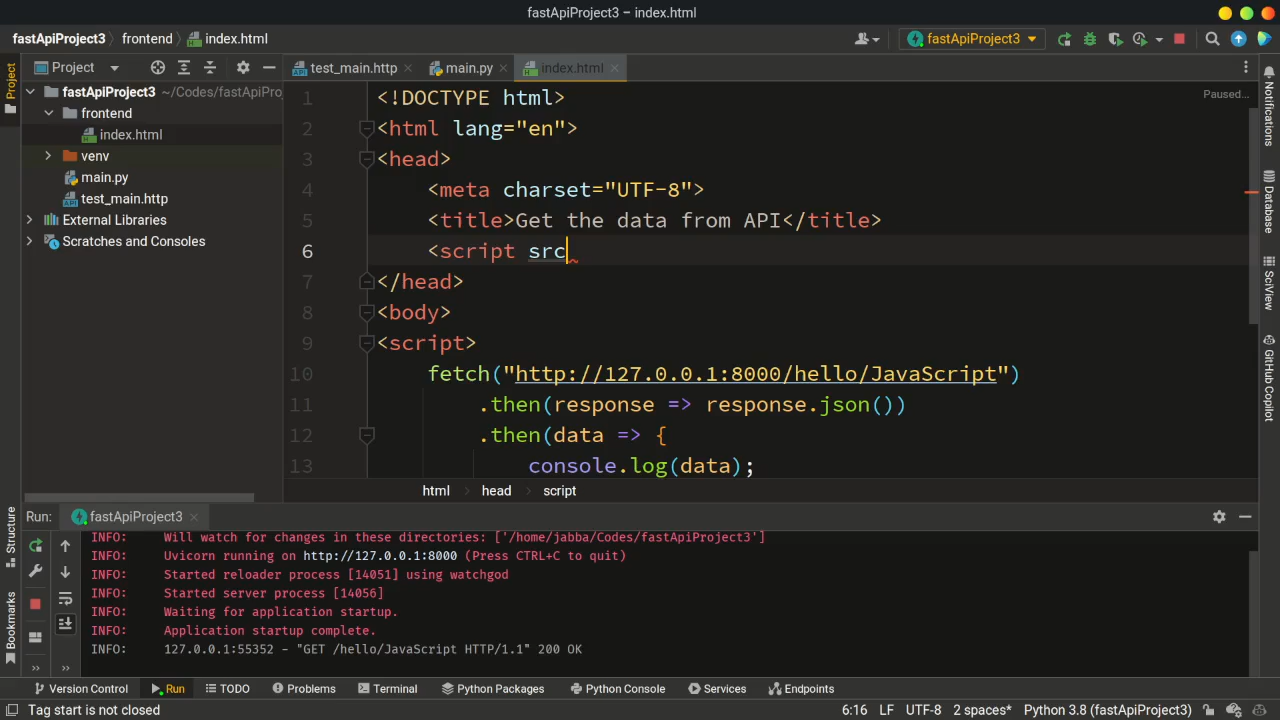 fastApiProject3 – index.html
fastApiProject3 frontend index.html
fastApiProject3
Project
Project
test_main.http
main.py
index.html
fastApiProject3 ~/Codes/fastApiPro
frontend
index.html
venv
main.py
test_main.http
External Libraries
Scratches and Consoles
Paused...
1 <!DOCTYPE html>
2 <html lang="en">
3 <head>
4 <meta charset="UTF-8">
5 <title>Get the data from API</title>
6 <script src
7 </head>
8 <body>
9 <script>
10 fetch("http://127.0.0.1:8000/hello/JavaScript")
11 .then(response => response.json())
12 .then(data => {
13 console.log(data);
html head script
Notifications
Database
SciView
GitHub Copilot
Structure
Bookmarks
Run: fastApiProject3
INFO: Will watch for changes in these directories: ['/home/jabba/Codes/fastApiProject3']
INFO: Uvicorn running on http://127.0.0.1:8000 (Press CTRL+C to quit)
INFO: Started reloader process [14051] using watchgod
INFO: Started server process [14056]
INFO: Waiting for application startup.
INFO: Application startup complete.
INFO: 127.0.0.1:55352 - "GET /hello/JavaScript HTTP/1.1" 200 OK
Version Control Run TODO Problems Terminal Python Packages Python Console Services Endpoints
Tag start is not closed 6:16 LF UTF-8 2 spaces* Python 3.8 (fastApiProject3)